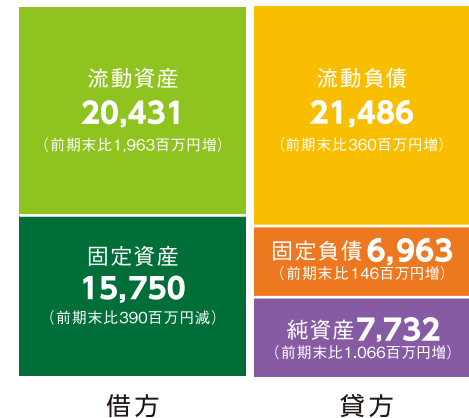 流動資産
20,431
（前期末比1,963百万円増）
固定資産
15,750
（前期末比390百万円減）
借方
流動負債
21,486
（前期末比360百万円増）
固定負債 6,963
（前期末比146百万円増）
純資産 7,732
（前期末比1.066百万円増）
貸方